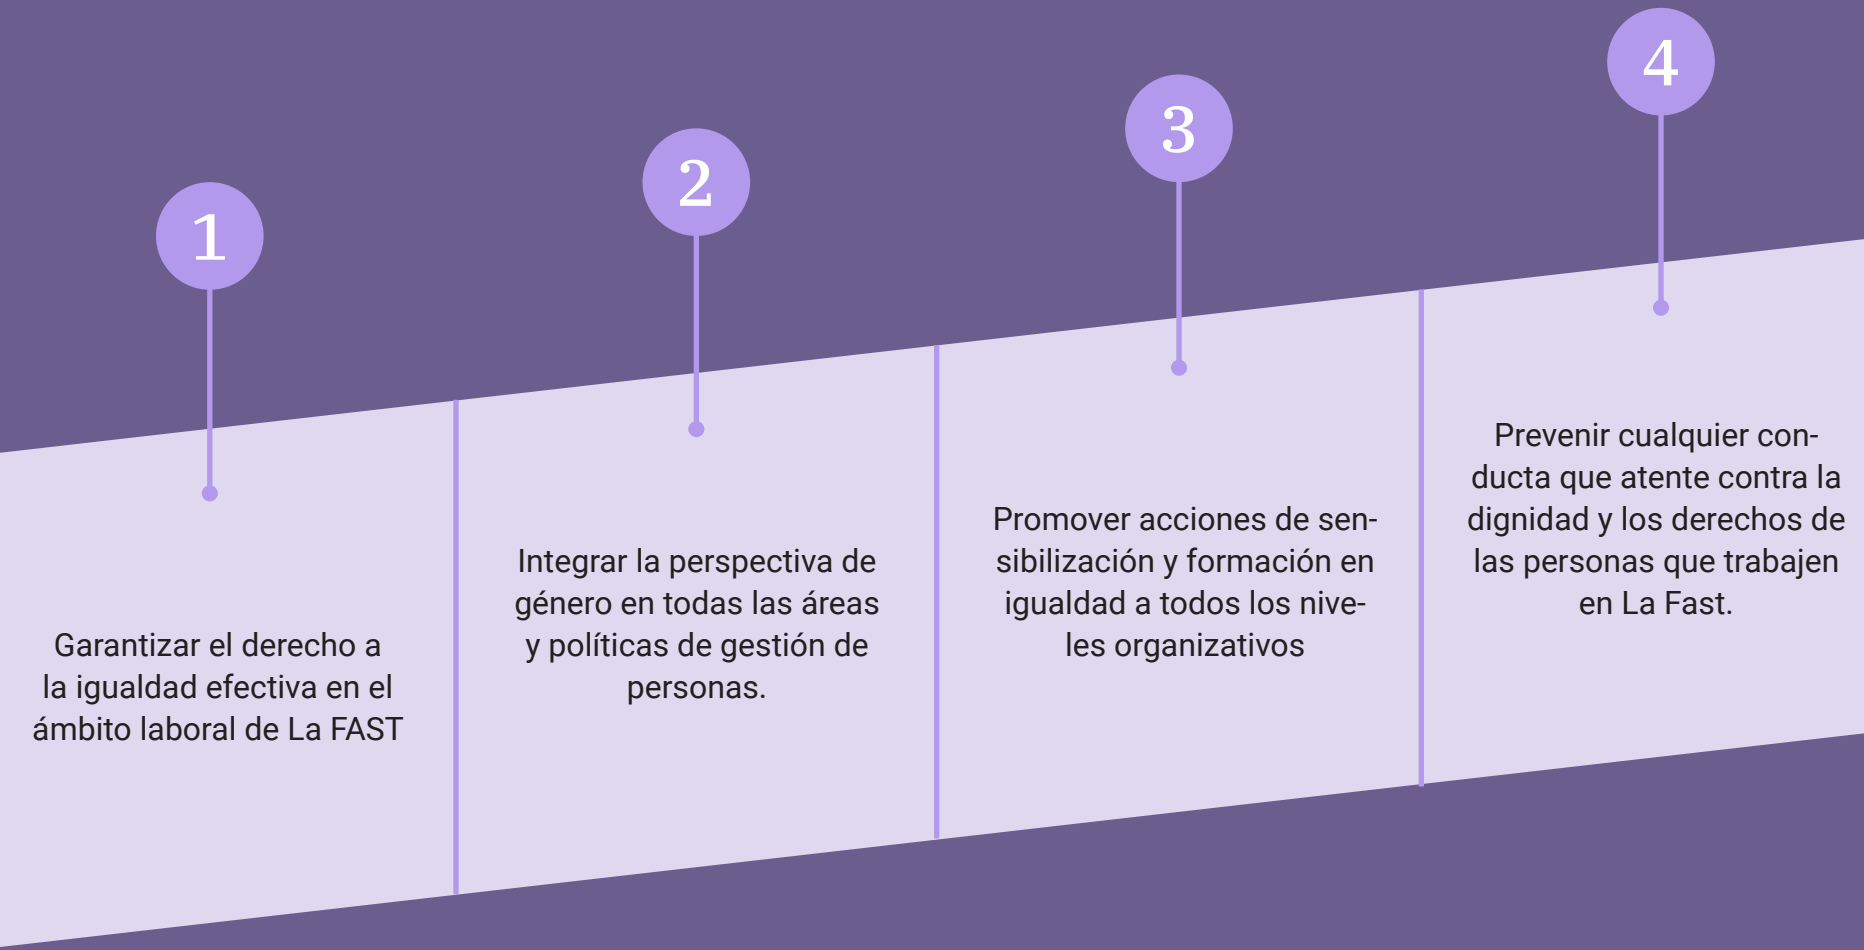 1
Garantizar el derecho a
la igualdad efectiva en el
ámbito laboral de La FAST
2
Integrar la perspectiva de
género en todas las áreas
y políticas de gestión de
personas.
3
Promover acciones de sen-
sibilización y formación en
igualdad a todos los nive-
les organizativos
4
Prevenir cualquier con-
ducta que atente contra la
dignidad y los derechos de
las personas que trabajen
en La Fast.